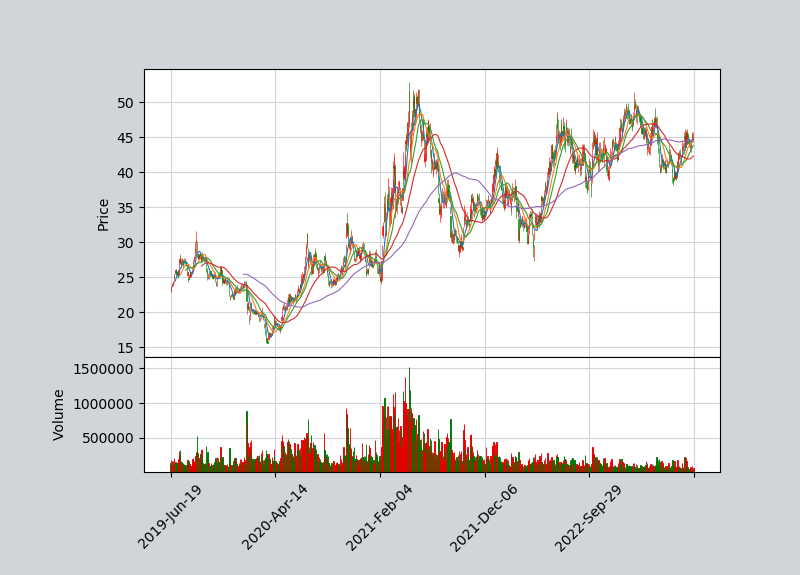 Price
50
45
40
35
30
25
20
15
Volume
1500000
1000000
500000
2019-Jun-19
2020-Apr-14
2021-Feb-04
2021-Dec-06
2022-Sep-29